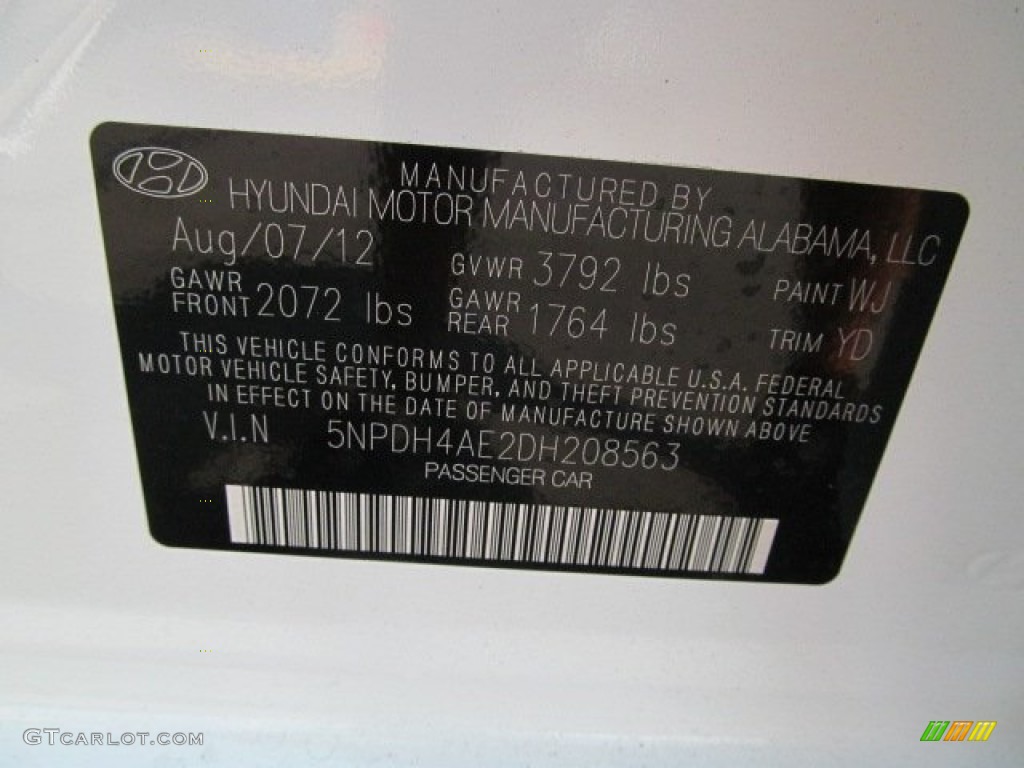 MANUFACTURED BY
HYUNDAI MOTOR MANUFACTURING ALABAMA, LLC
Aug/07/12 GVWR 3792 lbs PAINT WJ
GAWR FRONT 2072 lbs GAWR REAR 1764 lbs TRIM YD
THIS VEHICLE CONFORMS TO ALL APPLICABLE U.S.A. FEDERAL
MOTOR VEHICLE SAFETY, BUMPER, AND THEFT PREVENTION STANDARDS
IN EFFECT ON THE DATE OF MANUFACTURE SHOWN ABOVE
V.I.N 5NPDH4AE2DH208563
PASSENGER CAR
GTCARLOT.COM